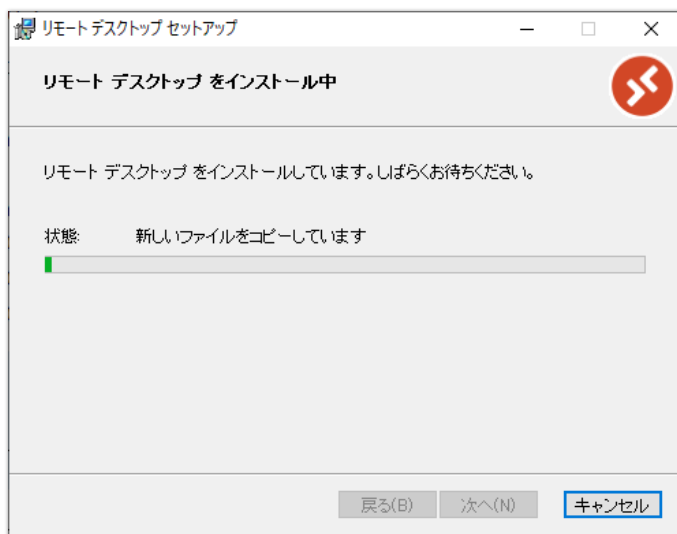 リモート デスクトップ セットアップ
リモート デスクトップ をインストール中
リモート デスクトップ をインストールしています。しばらくお待ちください。
状態: 新しいファイルをコピーしています
戻る(B) 次へ(N) キャンセル